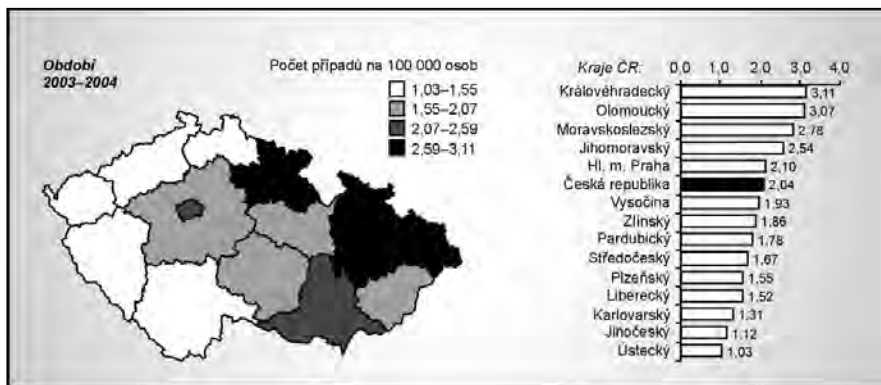 Období
2003–2004
Počet případů na 100 000 osob
1,03–1,55
1,55–2,07
2,07–2,59
2,59–3,11
Kraje ČR: 0,0 1,0 2,0 3,0 4,0
Královéhradecký 3,11
Olomoucký 3,07
Moravskoslezský 2,78
Jihomoravský 2,54
Hl. m. Praha 2,10
Česká republika 2,04
Vysočina 1,93
Zlínský 1,86
Pardubický 1,78
Středočeský 1,67
Plzeňský 1,55
Liberecký 1,52
Karlovarský 1,31
Jihočeský 1,12
Ústecký 1,03